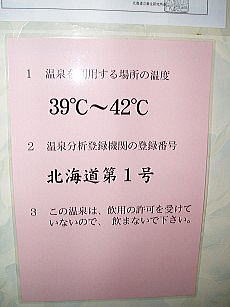 1 温泉を利用する場所の温度
39℃～42℃
2 温泉分析登録機関の登録番号
北海道第1号
3 この温泉は、飲用の許可を受けて
いないので、飲まないで下さい。